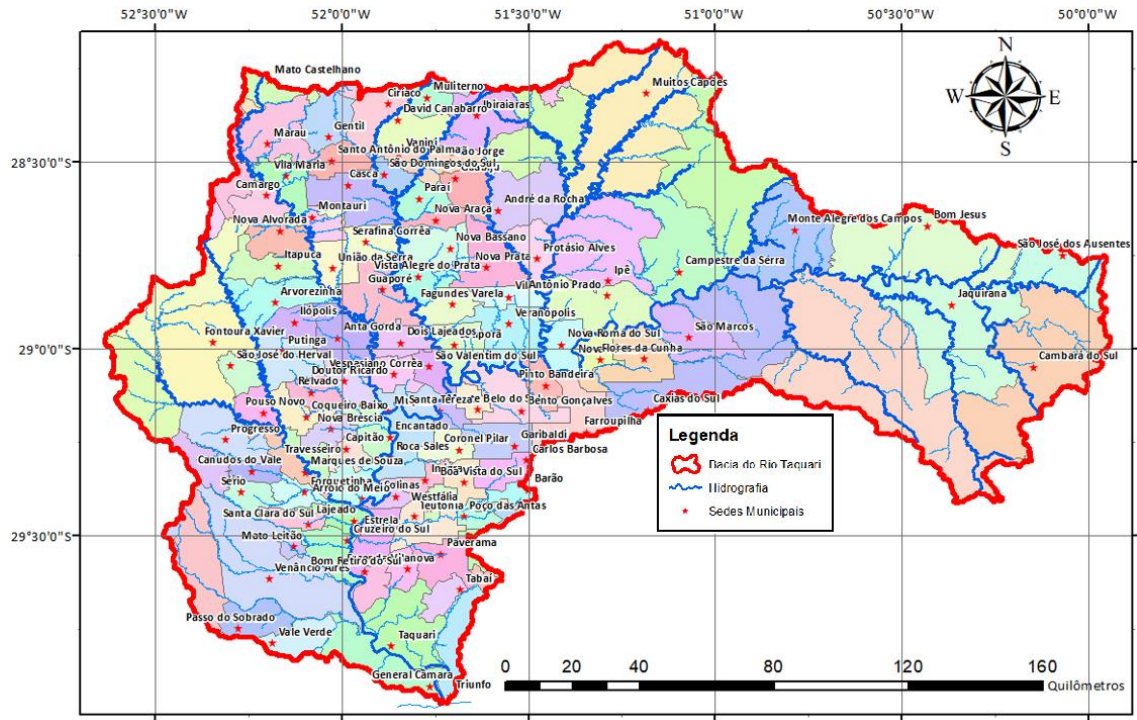 52°30'0"W
52°0'0"W
51°30'0"W
51°0'0"W
50°30'0"W
50°0'0"W
N
W
E
S
28°30'0"S
29°0'0"S
29°30'0"S
Mato Castelhano
Muliterno
Ciríaco
David Canabarro
Ibiraiaras
Muitos Capões
Marau
Gentil
Vanini
Santo Antônio do Palma
São Jorge
São Domingos do Sul
Vila Maria
Casca
Paraí
Camargo
Nova Araçá
André da Rocha
Montauri
Nova Alvorada
Serafina Corrêa
Nova Bassano
Protásio Alves
Monte Alegre dos Campos
Bom Jesus
São José dos Ausentes
Itapuca
União da Serra
Nova Prata
Vista Alegre do Prata
Guaporé
Ipê
Campestre da Serra
Arvorezinha
Fagundes Varela
Antônio Prado
Jaquirana
Ilópolis
Veranópolis
Fontoura Xavier
Anta Gorda
Dois Lajeados
São Marcos
Putinga
Nova Roma do Sul
Flores da Cunha
São José do Herval
São Valentim do Sul
Cambará do Sul
Vespasiano Corrêa
Doutor Ricardo
Relvado
Pinto Bandeira
Pouso Novo
Coqueiro Baixo
Santa Tereza
Bento Gonçalves
Caxias do Sul
Nova Brescia
Encantado
Farroupilha
Progresso
Capitão
Coronel Pilar
Garibaldi
Travesseiro
Roca Sales
Carlos Barbosa
Canudos do Vale
Marques de Souza
Boa Vista do Sul
Barão
Sério
Forquetinha
Arroio do Meio
Colinas
Westfália
Santa Clara do Sul
Lajeado
Teutonia
Poço das Antas
Estrela
Cruzeiro do Sul
Mato Leitão
Paverama
Bom Retiro do Sul
Venâncio Aires
Tabaí
Passo do Sobrado
Vale Verde
Taquari
General Câmara
Triunfo
Legenda
Bacia do Rio Taquari
Hidrografia
Sedes Municipais
0 20 40 80 120 160
Quilômetros